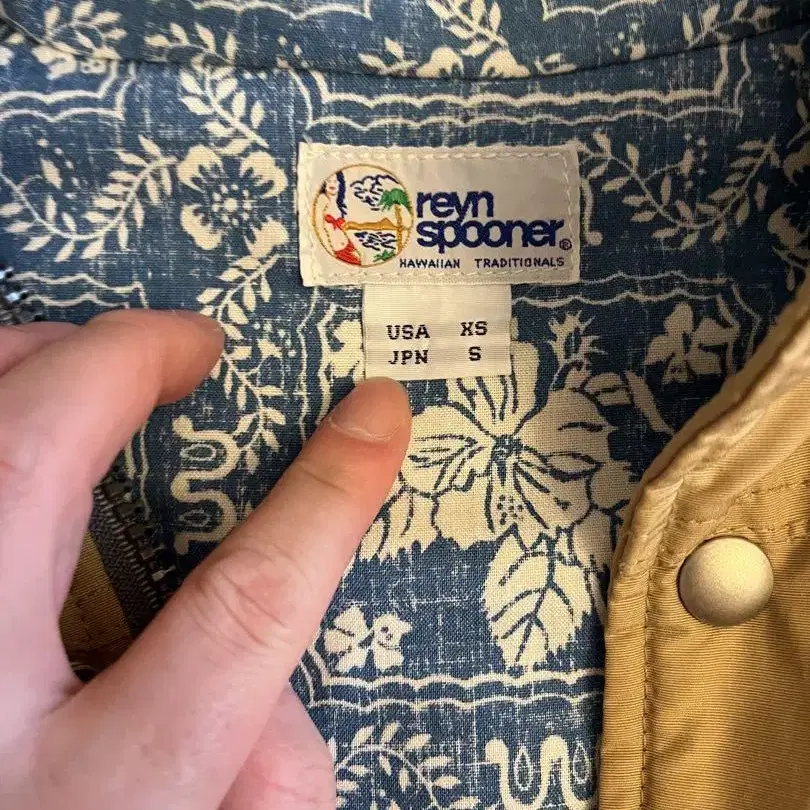 reyn
spooner®
HAWAIIAN TRADITIONALS
USA XS
JPN S